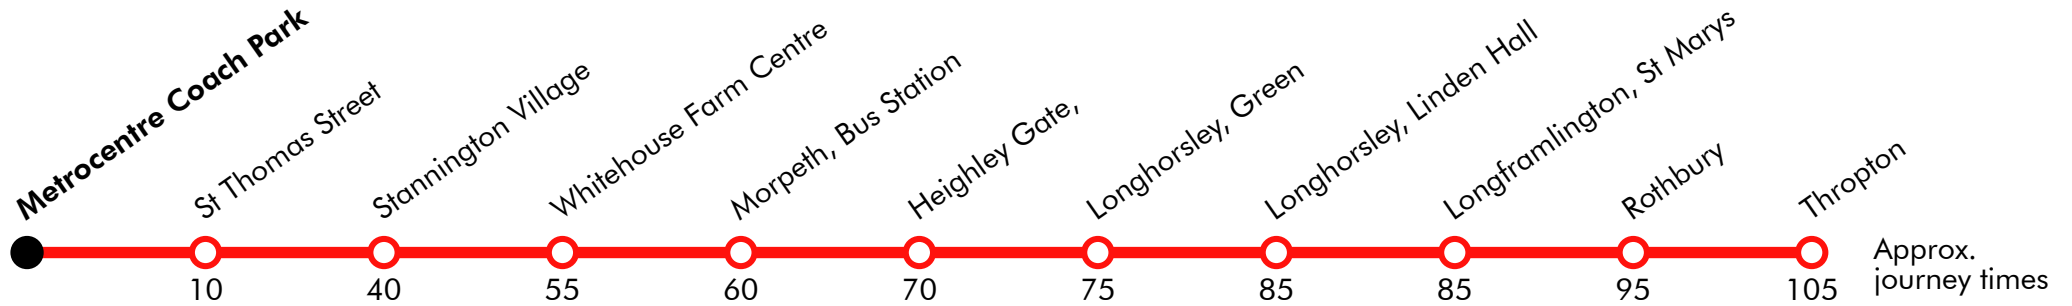 Metrocentre Coach Park
St Thomas Street
Stannington Village
Whitehouse Farm Centre
Morpeth, Bus Station
Heighley Gate,
Longhorsley, Green
Longhorsley, Linden Hall
Longframlington, St Marys
Rothbury
Thropton
10
40
55
60
70
75
85
85
95
105
Approx.
journey times